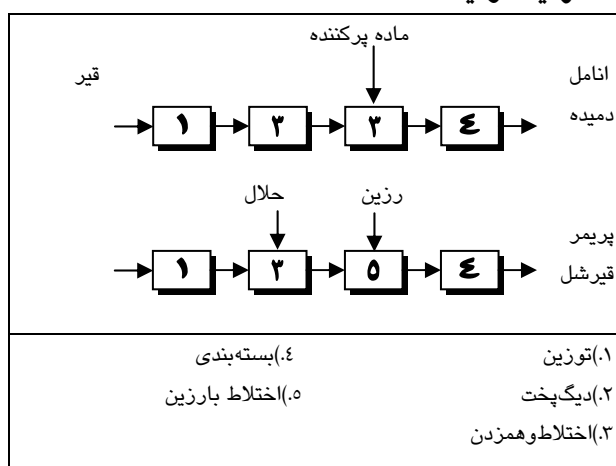 ماده پرکننده
قیر
انامل
دمیده
۱ ۳ ۳ ٤
حلال
رزین
پریمر
قیرشل
۱ ۳ ۵ ٤
۱.)توزین
٤.)بسته‌بندی
۲.)دیگ‌پخت
۵.)اختلاط بارزین
۳.)اختلاط‌وهمزدن